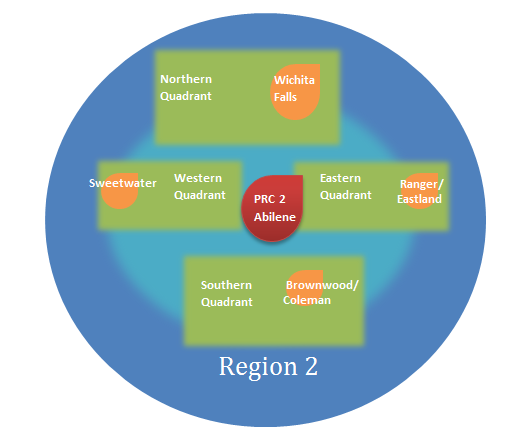 Northern
Quadrant
Wichita
Falls
Sweetwater
Western
Quadrant
PRC 2
Abilene
Eastern
Quadrant
Ranger/
Eastland
Southern
Quadrant
Brownwood/
Coleman
Region 2